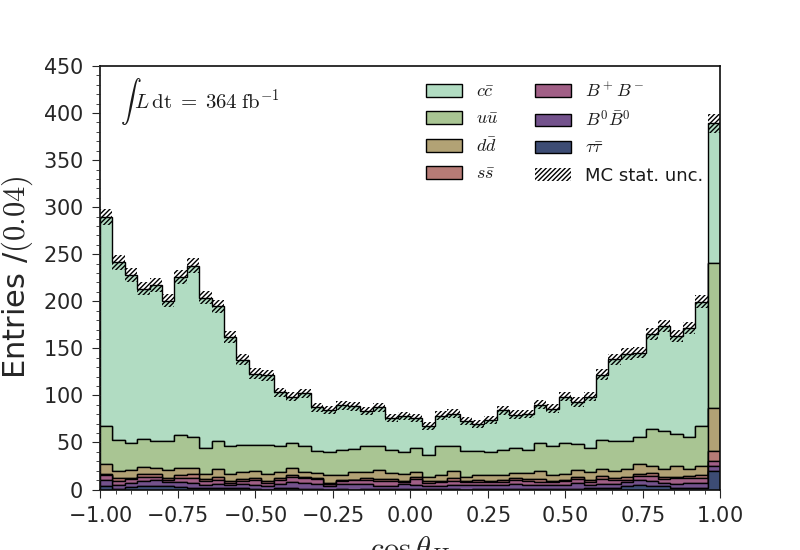 450
400
350
300
250
200
150
100
50
0
Entries /(0.04)
∫L dt = 364 fb⁻¹
cc̄
uū
dd̄
ss̄
B⁺B⁻
B⁰B̄⁰
ττ̄
MC stat. unc.
−1.00 −0.75 −0.50 −0.25 0.00 0.25 0.50 0.75 1.00
cos θ